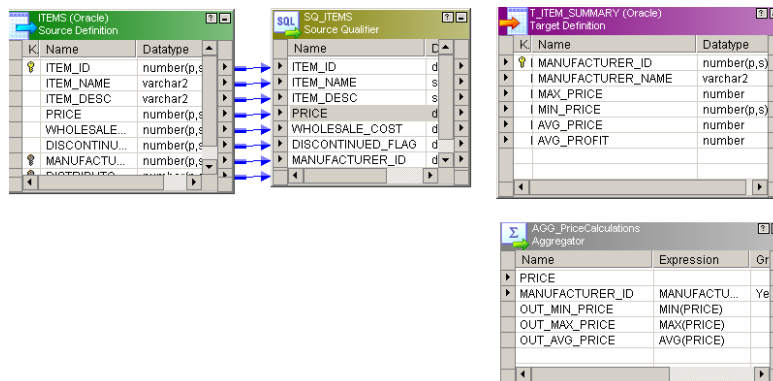 ITEMS (Oracle)
Source Definition
K Name Datatype
ITEM_ID number(p,s
ITEM_NAME varchar2
ITEM_DESC varchar2
PRICE number(p,s
WHOLESALE... number(p,s
DISCONTINU... number(p,s
MANUFACTU... number(p,s
SQL
SQ_ITEMS
Source Qualifier
Name D
ITEM_ID d
ITEM_NAME s
ITEM_DESC s
PRICE d
WHOLESALE_COST d
DISCONTINUED_FLAG d
MANUFACTURER_ID d
T_ITEM_SUMMARY (Oracle)
Target Definition
K Name Datatype
MANUFACTURER_ID number(p,s)
MANUFACTURER_NAME varchar2
MAX_PRICE number
MIN_PRICE number(p,s)
AVG_PRICE number
AVG_PROFIT number
Σ
AGG_PriceCalculations
Aggregator
Name Expression Gr
PRICE
MANUFACTURER_ID MANUFACTU... Ye
OUT_MIN_PRICE MIN(PRICE)
OUT_MAX_PRICE MAX(PRICE)
OUT_AVG_PRICE AVG(PRICE)